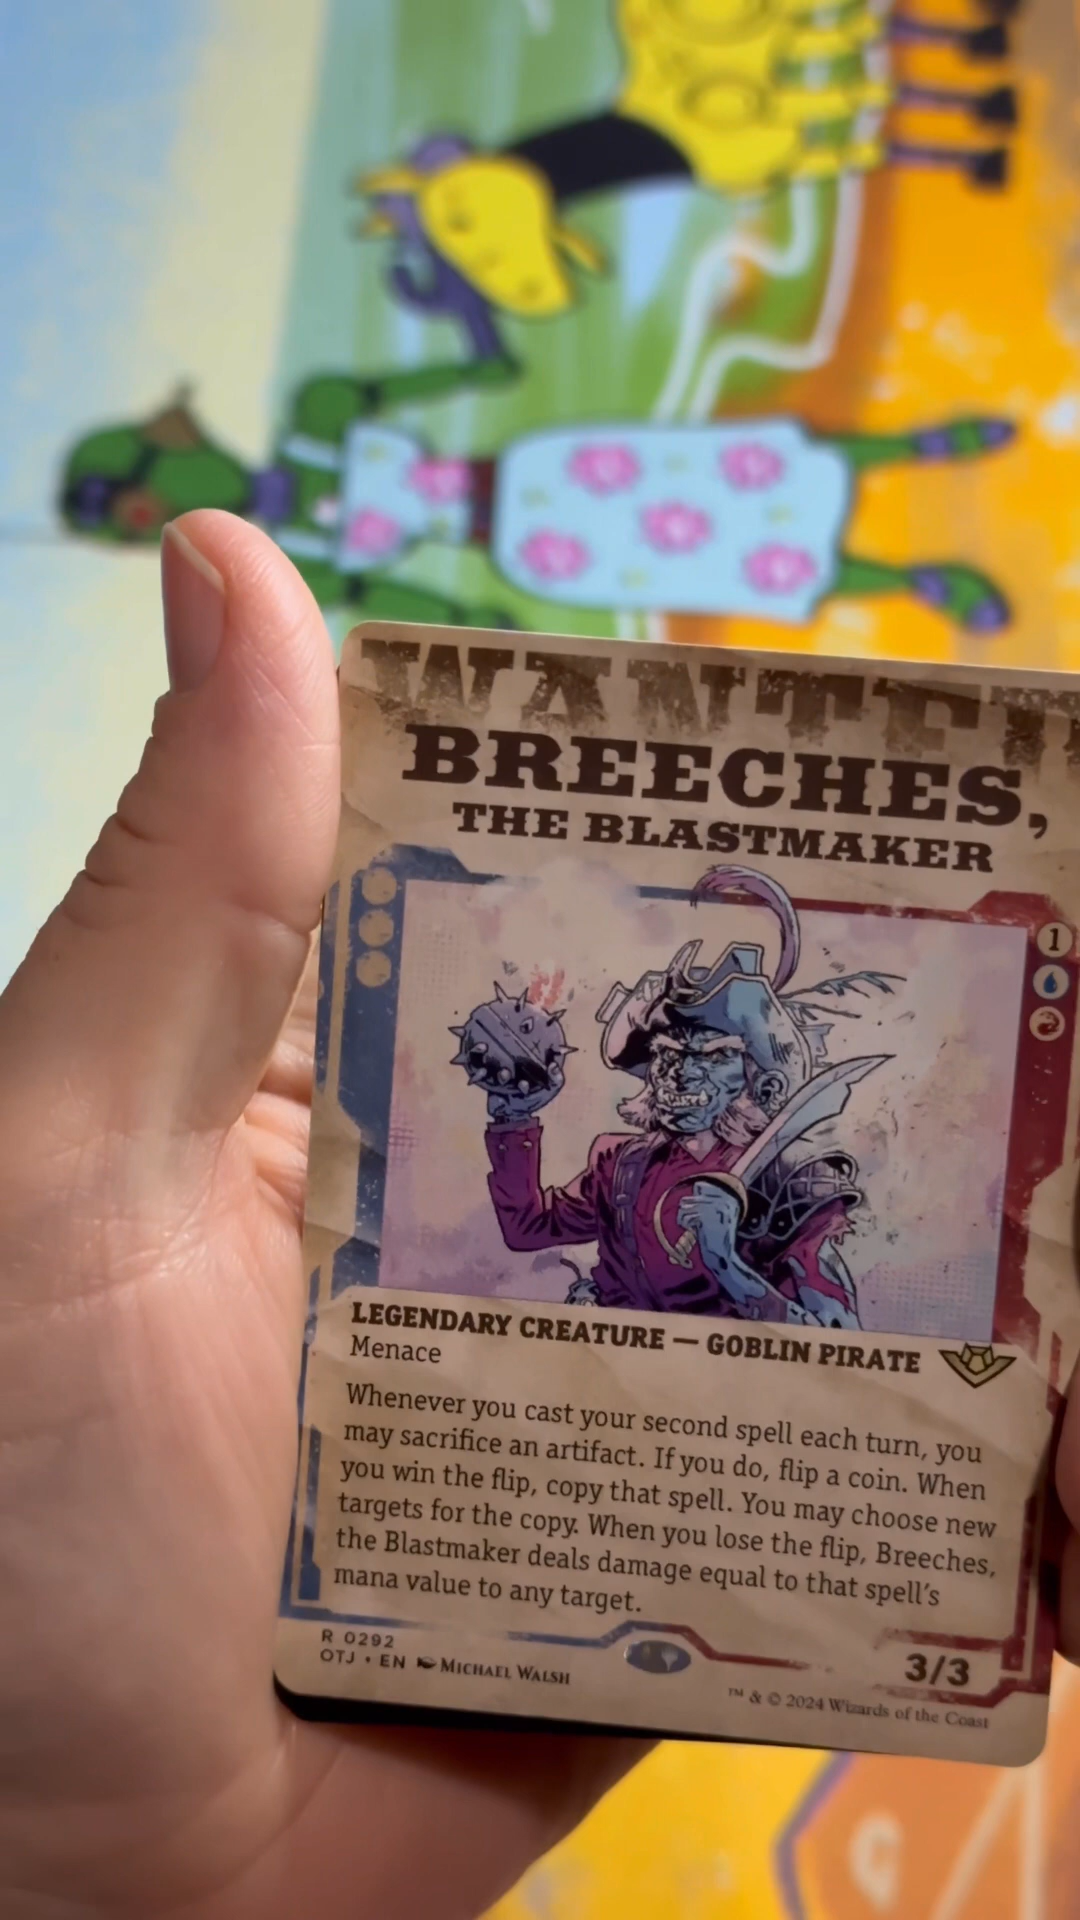 WANTED
BREECHES,
THE BLASTMAKER
1
LEGENDARY CREATURE — GOBLIN PIRATE
Menace
Whenever you cast your second spell each turn, you
may sacrifice an artifact. If you do, flip a coin. When
you win the flip, copy that spell. You may choose new
targets for the copy. When you lose the flip, Breeches,
the Blastmaker deals damage equal to that spell's
mana value to any target.
R 0292
OTJ • EN MICHAEL WALSH
3/3
™ & © 2024 Wizards of the Coast